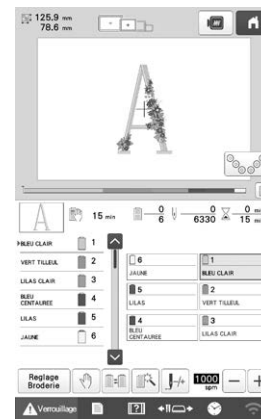 125.9 mm
78.6 mm
15 min
0
6
0
6330
0
15
BLEU CLAIR 1
VERT TILLEUL 2
LILAS CLAIR 3
BLEU CENTAUREE 4
LILAS 5
JAUNE 6
6
JAUNE
1
BLEU CLAIR
5
LILAS
2
VERT TILLEUL
4
BLEU CENTAUREE
3
LILAS CLAIR
Reglage
Broderie
1000
spm
Verrouillage